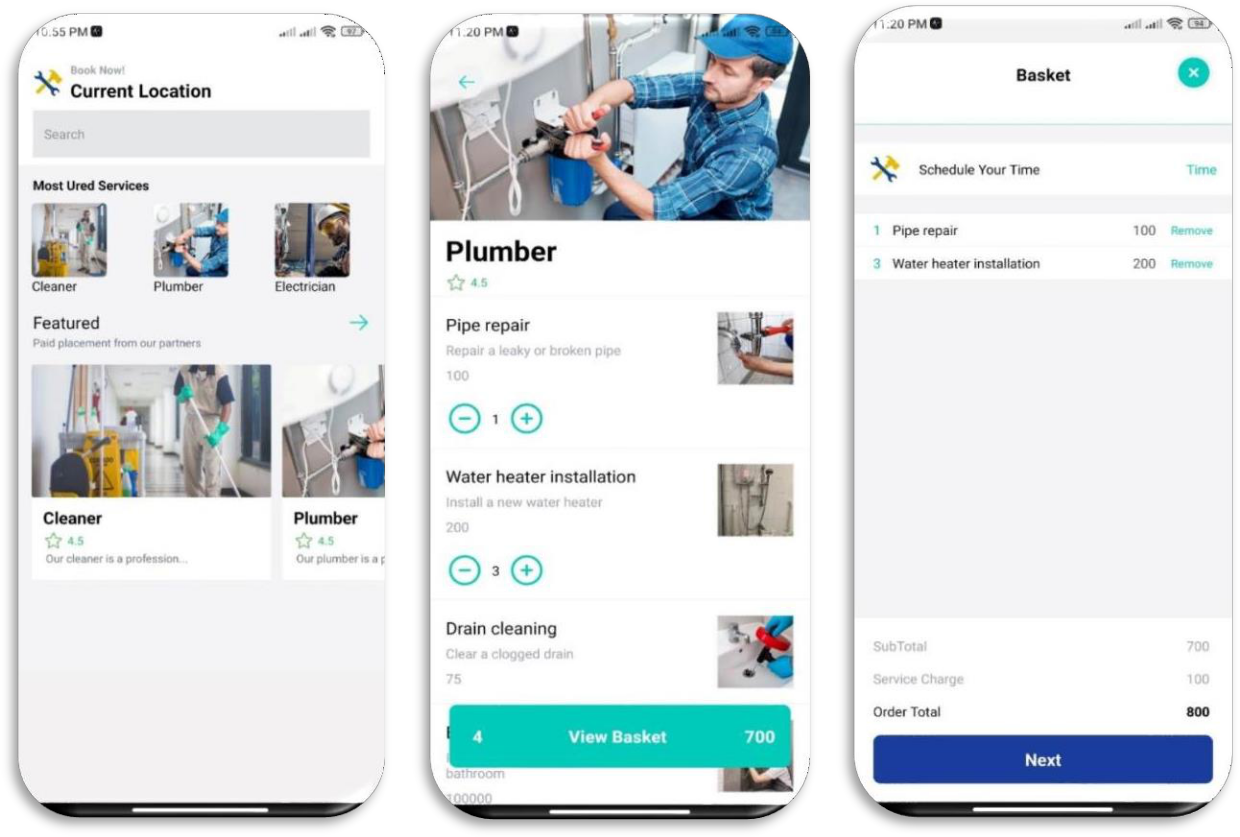 10:55 PM
92
Book Now!
Current Location
Search
Most Ured Services
Cleaner
Plumber
Electrician
Featured
Paid placement from our partners
Cleaner
4.5
Our cleaner is a profession...
Plumber
4.5
Our plumber is a p
11:20 PM
Plumber
4.5
Pipe repair
Repair a leaky or broken pipe
100
1
Water heater installation
Install a new water heater
200
3
Drain cleaning
Clear a clogged drain
75
4 View Basket 700
bathroom
100000
11:20 PM
94
Basket
Schedule Your Time Time
1 Pipe repair 100 Remove
3 Water heater installation 200 Remove
SubTotal 700
Service Charge 100
Order Total 800
Next